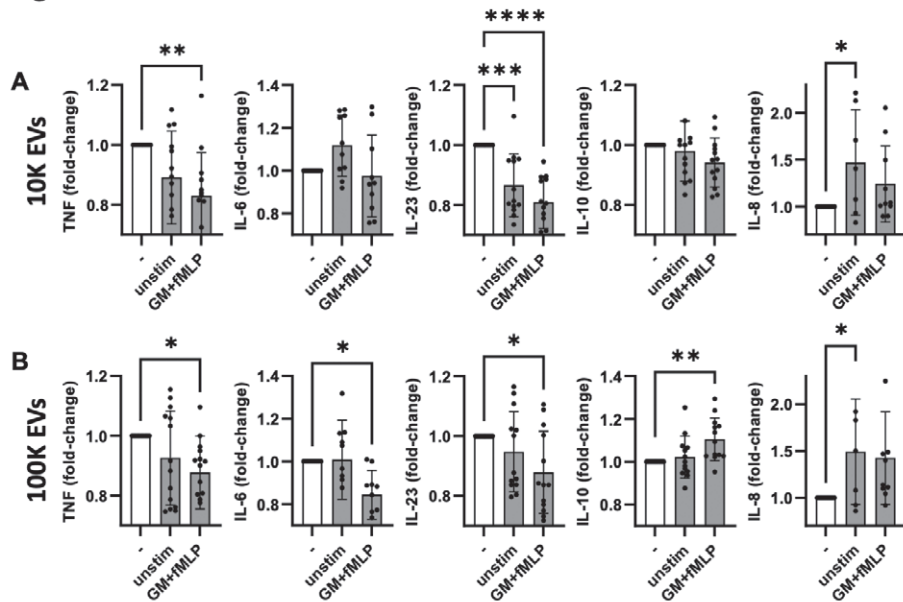 A
10K EVs
**
TNF (fold-change)
1.2
1.0
0.8
-
unstim
GM+fMLP
IL-6 (fold-change)
1.4
1.2
1.0
0.8
-
unstim
GM+fMLP
****
***
IL-23 (fold-change)
1.2
1.0
0.8
-
unstim
GM+fMLP
IL-10 (fold-change)
1.2
1.0
0.8
-
unstim
GM+fMLP
*
IL-8 (fold-change)
2.0
1.5
1.0
-
unstim
GM+fMLP
B
100K EVs
*
TNF (fold-change)
1.2
1.0
0.8
-
unstim
GM+fMLP
*
IL-6 (fold-change)
1.4
1.2
1.0
0.8
-
unstim
GM+fMLP
*
IL-23 (fold-change)
1.2
1.0
0.8
-
unstim
GM+fMLP
**
IL-10 (fold-change)
1.4
1.2
1.0
0.8
-
unstim
GM+fMLP
*
IL-8 (fold-change)
2.0
1.5
1.0
-
unstim
GM+fMLP